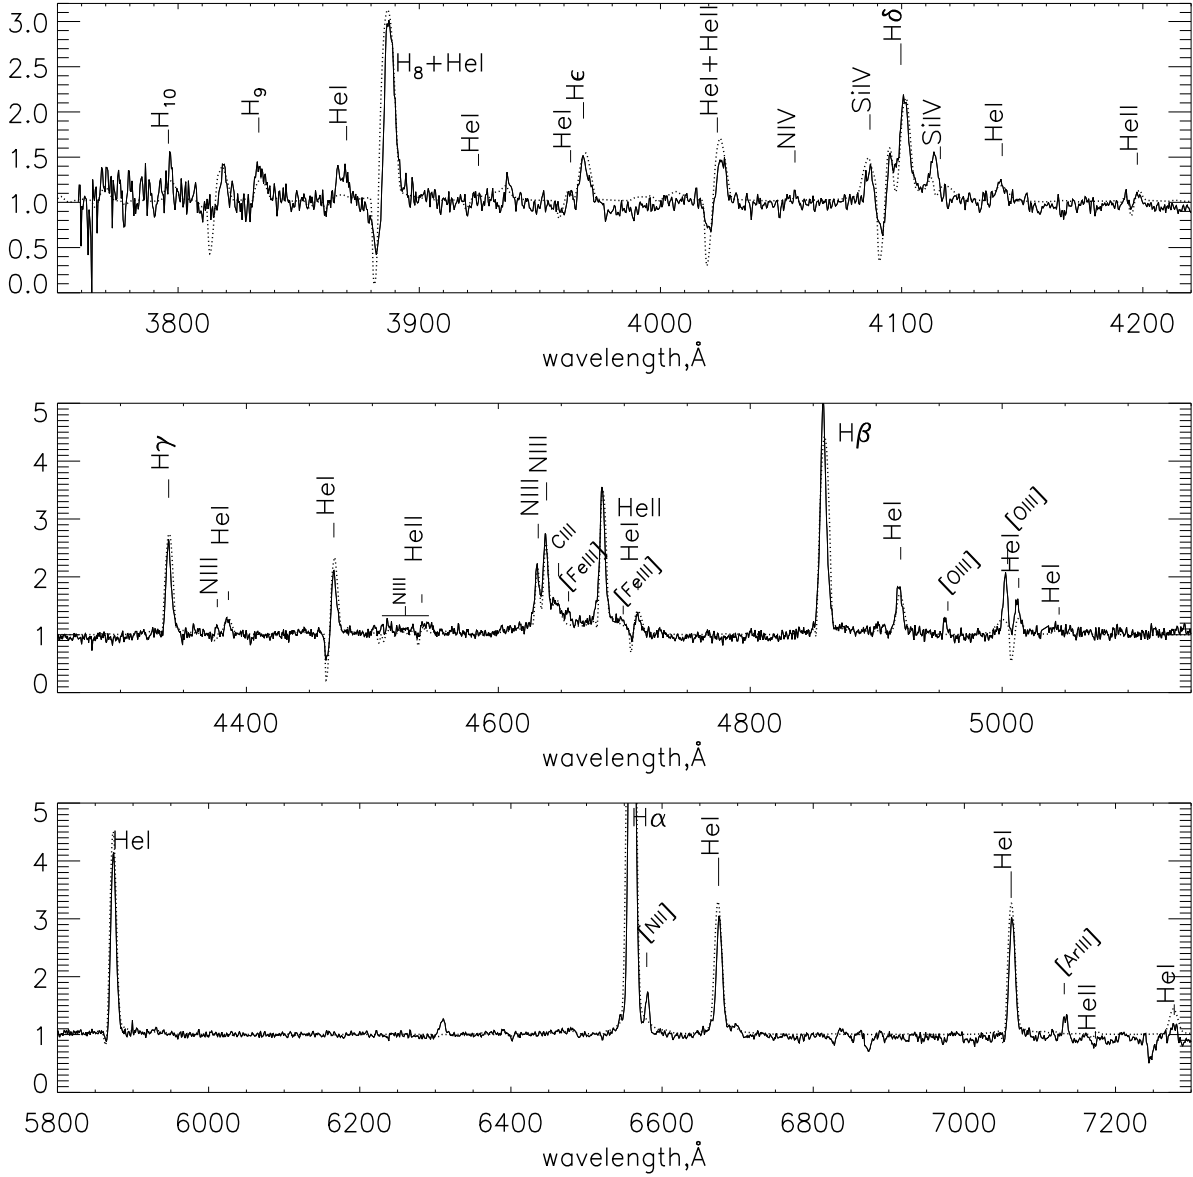 3.0
2.5
2.0
1.5
1.0
0.5
0.0
H10
H9
HeI
H8+HeI
HeI
HeI
Hϵ
HeI+HeII
NIV
SiIV
Hδ
SiIV
HeI
HeII
3800 3900 4000 4100 4200
wavelength,Å
5
4
3
2
1
0
Hγ
NIII
HeI
HeI
NIII
HeII
NIII
NIII
CIII
[FeIII]
HeII
HeI
[FeIII]
Hβ
HeI
[OIII]
HeI
[OIII]
HeI
4400 4600 4800 5000
wavelength,Å
5
4
3
2
1
0
HeI
Hα
[NII]
HeI
HeI
[ArIII]
HeII
HeI
5800 6000 6200 6400 6600 6800 7000 7200
wavelength,Å